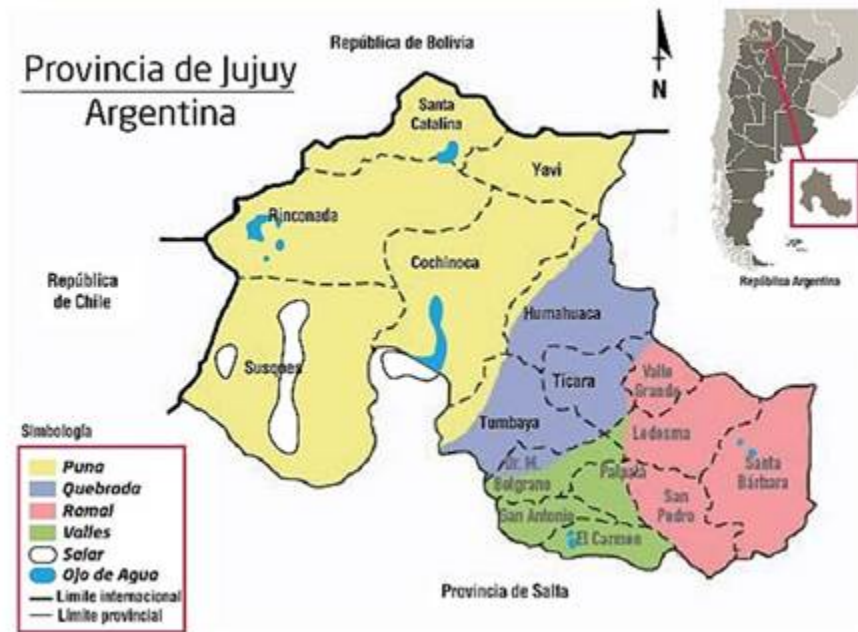 Provincia de Jujuy
Argentina
República de Bolivia
N
Santa
Catalina
Yavi
Rinconada
Cochinoca
República
de Chile
Humahuaca
Susques
Tícara
Valle
Grande
Tumbaya
Ledesma
Dr. M.
Belgrano
Palpalá
Santa
Bárbara
San
Pedro
San Antonio
El Carmen
Provincia de Salta
República Argentina
Simbología
Puna
Quebrada
Ramal
Valles
Salar
Ojo de Agua
Límite internacional
Límite provincial